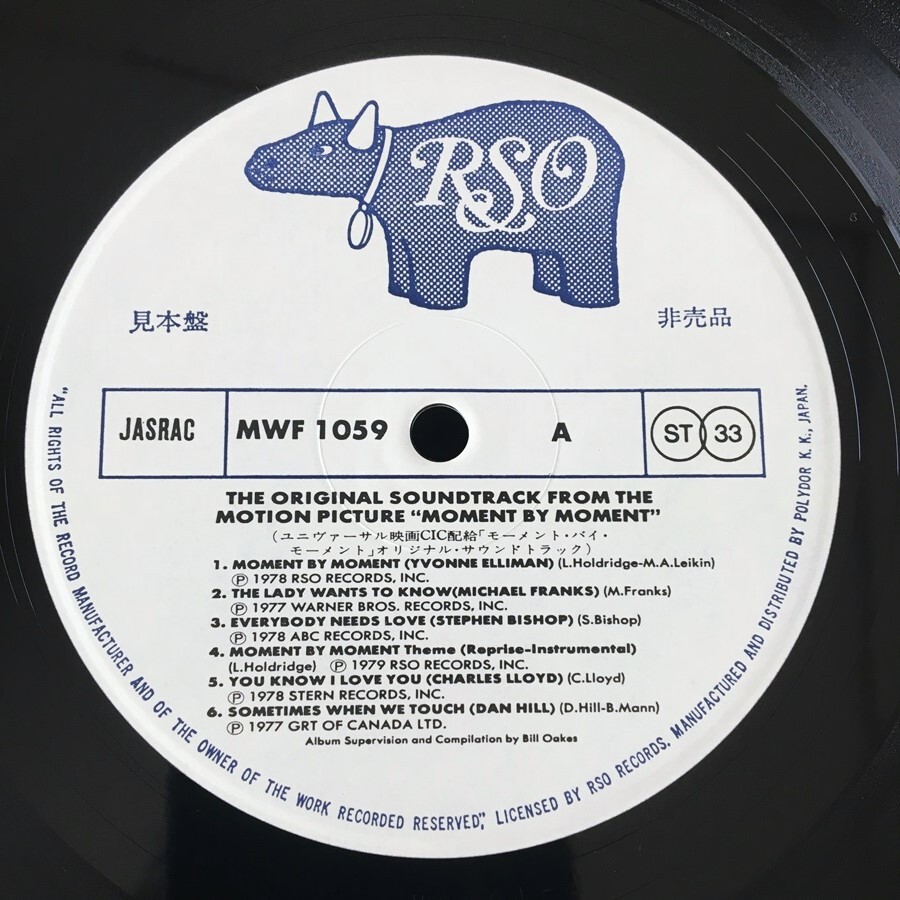 RSO
見本盤
非売品
JASRAC
MWF 1059
A
ST 33
THE ORIGINAL SOUNDTRACK FROM THE
MOTION PICTURE “MOMENT BY MOMENT”
(ユニヴァーサル映画CIC配給「モーメント・バイ・
モーメント」オリジナル・サウンドトラック)
1. MOMENT BY MOMENT (YVONNE ELLIMAN) (L.Holdridge-M.A.Leikin)
Ⓟ 1978 RSO RECORDS, INC.
2. THE LADY WANTS TO KNOW(MICHAEL FRANKS) (M.Franks)
Ⓟ 1977 WARNER BROS. RECORDS, INC.
3. EVERYBODY NEEDS LOVE (STEPHEN BISHOP) (S.Bishop)
Ⓟ 1978 ABC RECORDS, INC.
4. MOMENT BY MOMENT Theme (Reprise-Instrumental)
(L.Holdridge) Ⓟ 1979 RSO RECORDS, INC.
5. YOU KNOW I LOVE YOU (CHARLES LLOYD) (C.Lloyd)
Ⓟ 1978 STERN RECORDS, INC.
6. SOMETIMES WHEN WE TOUCH (DAN HILL) (D.Hill-B.Mann)
Ⓟ 1977 GRT OF CANADA LTD.
Album Supervision and Compilation by Bill Oakes
“ALL RIGHTS OF THE RECORD MANUFACTURER AND OF THE OWNER OF THE WORK RECORDED RESERVED”, LICENSED BY RSO RECORDS. MANUFACTURED AND DISTRIBUTED BY POLYDOR K. K., JAPAN.